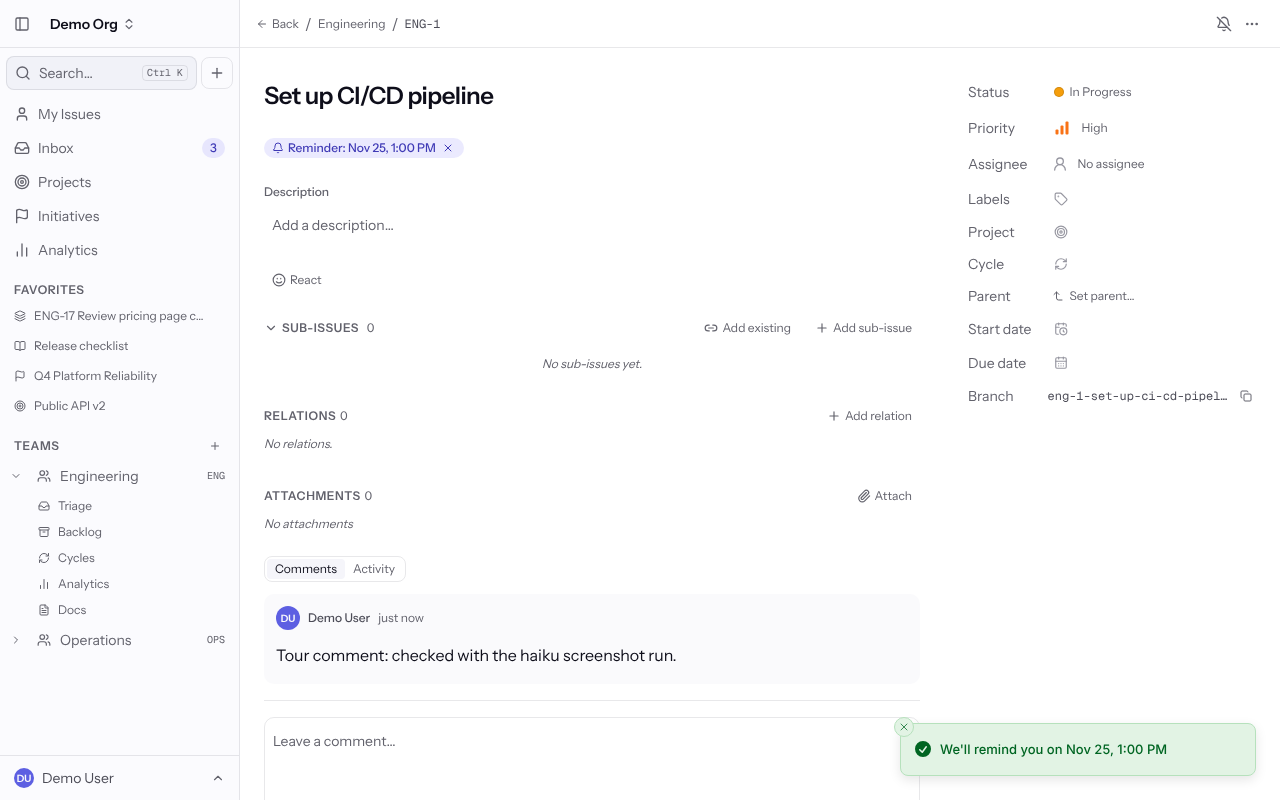 Demo Org
Back / Engineering / ENG-1
Search...
Ctrl K
My Issues
Inbox
3
Projects
Initiatives
Analytics
FAVORITES
ENG-17 Review pricing page c...
Release checklist
Q4 Platform Reliability
Public API v2
TEAMS
Engineering
ENG
Triage
Backlog
Cycles
Analytics
Docs
Operations
OPS
DU
Demo User
Set up CI/CD pipeline
Reminder: Nov 25, 1:00 PM
Description
Add a description...
React
SUB-ISSUES 0
Add existing
Add sub-issue
No sub-issues yet.
RELATIONS 0
Add relation
No relations.
ATTACHMENTS 0
Attach
No attachments
Comments
Activity
DU
Demo User just now
Tour comment: checked with the haiku screenshot run.
Leave a comment...
Status
In Progress
Priority
High
Assignee
No assignee
Labels
Project
Cycle
Parent
Set parent...
Start date
Due date
Branch
eng-1-set-up-ci-cd-pipel...
We'll remind you on Nov 25, 1:00 PM